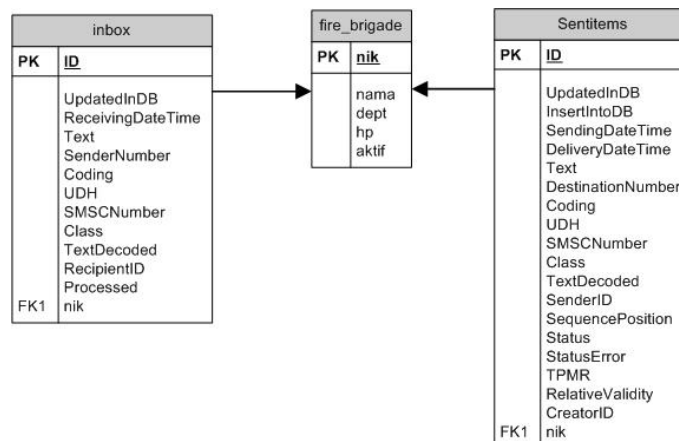 inbox
PK ID
UpdatedInDB
ReceivingDateTime
Text
SenderNumber
Coding
UDH
SMSCNumber
Class
TextDecoded
RecipientID
Processed
FK1 nik
fire_brigade
PK nik
nama
dept
hp
aktif
Sentitems
PK ID
UpdatedInDB
InsertIntoDB
SendingDateTime
DeliveryDateTime
Text
DestinationNumber
Coding
UDH
SMSCNumber
Class
TextDecoded
SenderID
SequencePosition
Status
StatusError
TPMR
RelativeValidity
CreatorID
FK1 nik